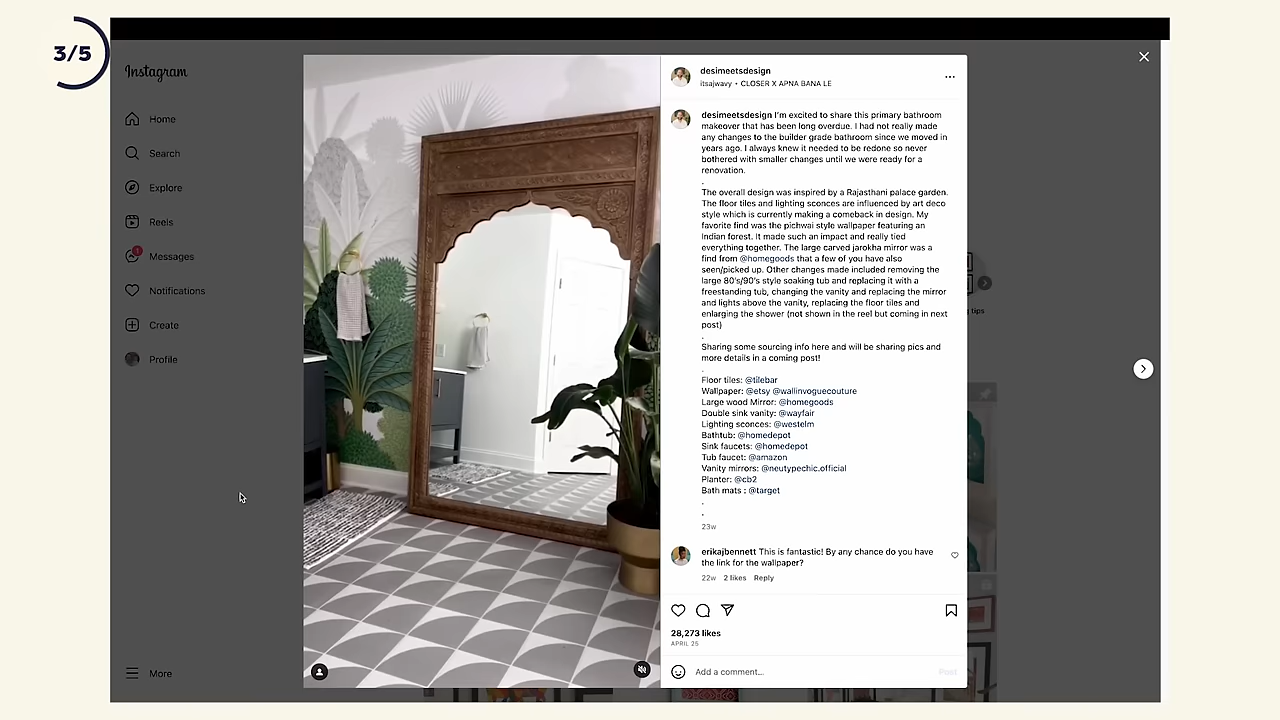 3/5
Instagram
Home
Search
Explore
Reels
1
Messages
Notifications
Create
Profile
More
desimeetsdesign
itsajwavy • CLOSER X APNA BANA LE
desimeetsdesign I'm excited to share this primary bathroom
makeover that has been long overdue. I had not really made
any changes to the builder grade bathroom since we moved in
years ago. I always knew it needed to be redone so never
bothered with smaller changes until we were ready for a
renovation.
.
The overall design was inspired by a Rajasthani palace garden.
The floor tiles and lighting sconces are influenced by art deco
style which is currently making a comeback in design. My
favorite find was the pichwai style wallpaper featuring an
Indian forest. It made such an impact and really tied
everything together. The large carved jarokha mirror was a
find from @homegoods that a few of you have also
seen/picked up. Other changes made included removing the
large 80's/90's style soaking tub and replacing it with a
freestanding tub, changing the vanity and replacing the mirror
and lights above the vanity, replacing the floor tiles and
enlarging the shower (not shown in the reel but coming in next
post)
.
Sharing some sourcing info here and will be sharing pics and
more details in a coming post!
.
Floor tiles: @tilebar
Wallpaper: @etsy @wallinvoguecouture
Large wood Mirror: @homegoods
Double sink vanity: @wayfair
Lighting sconces: @westelm
Bathtub: @homedepot
Sink faucets: @homedepot
Tub faucet: @amazon
Vanity mirrors: @neutypechic.official
Planter: @cb2
Bath mats : @target
.
.
23w
erikajbennett This is fantastic! By any chance do you have
the link for the wallpaper?
22w 2 likes Reply
28,273 likes
APRIL 25
Add a comment...
Post
tips